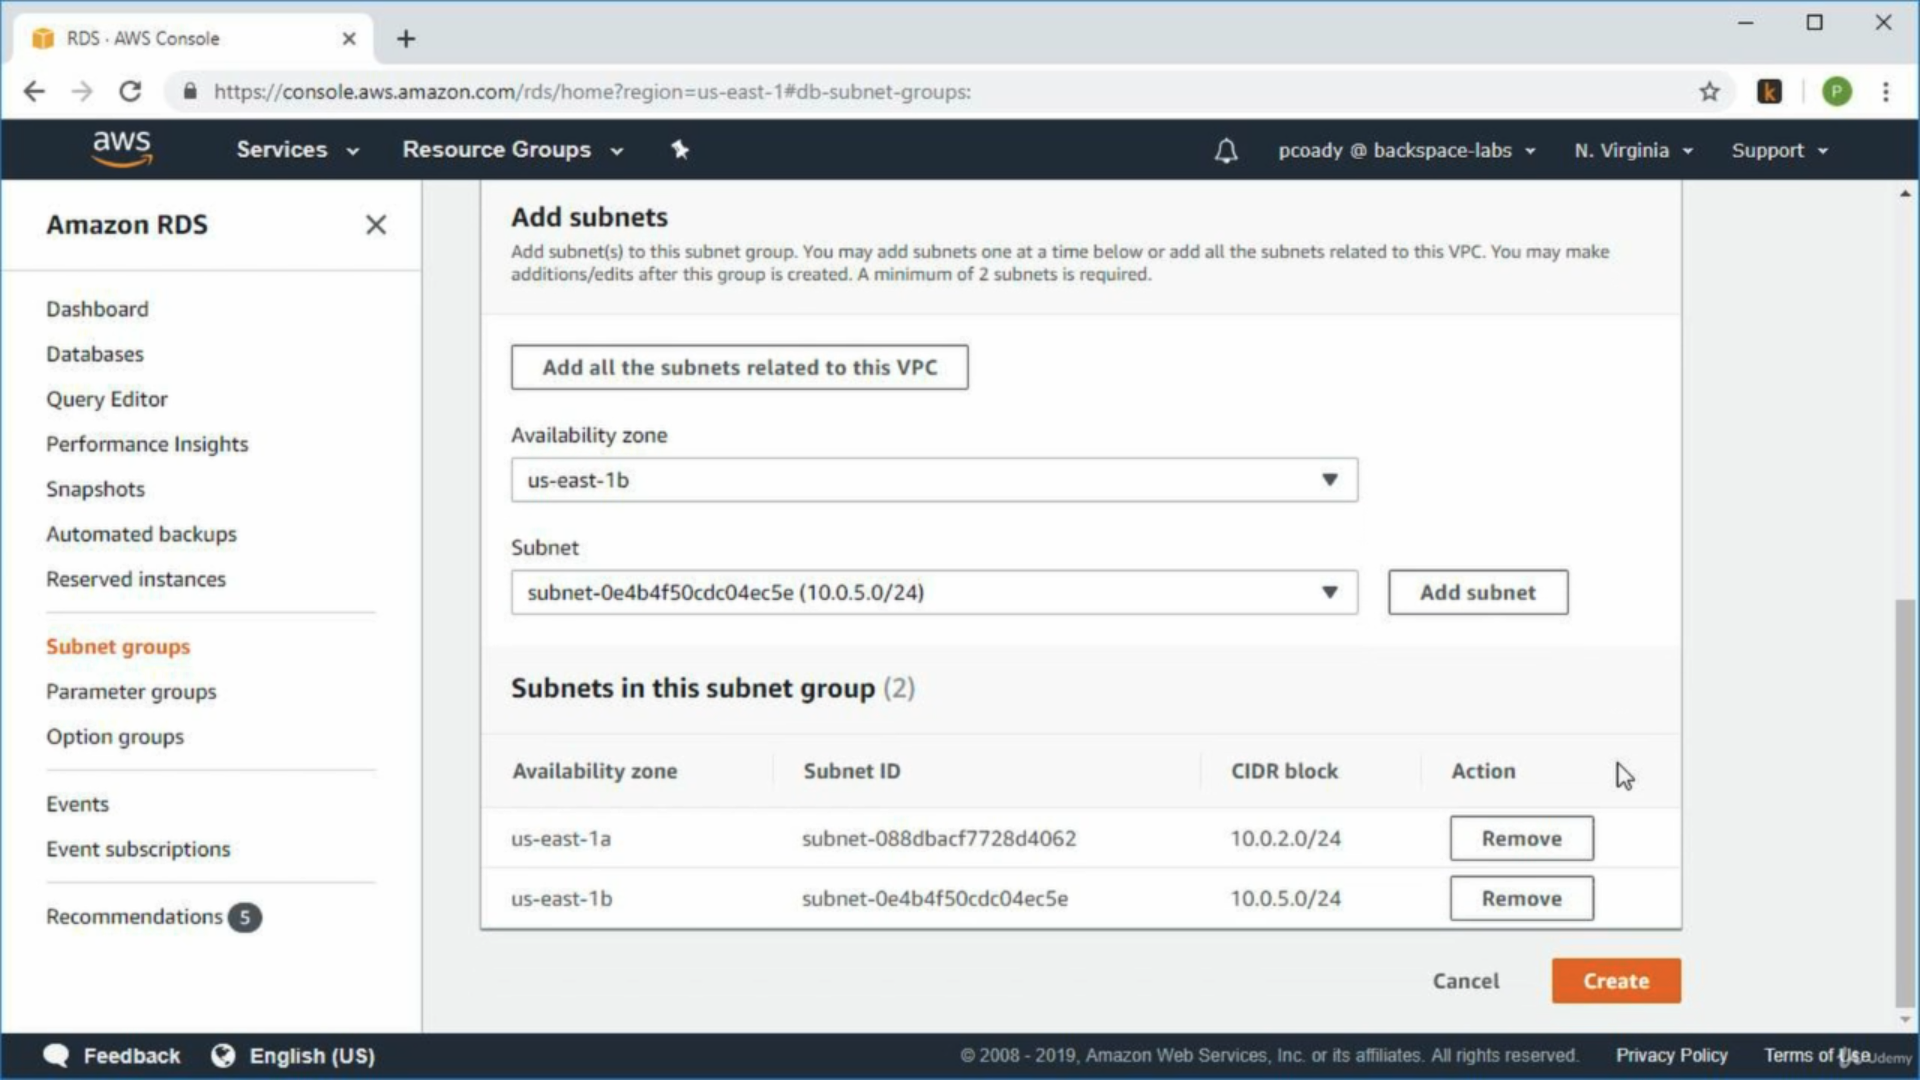 RDS - AWS Console
https://console.aws.amazon.com/rds/home?region=us-east-1#db-subnet-groups:
k
P
aws
Services
Resource Groups
pcoady @ backspace-labs
N. Virginia
Support
Amazon RDS
Dashboard
Databases
Query Editor
Performance Insights
Snapshots
Automated backups
Reserved instances
Subnet groups
Parameter groups
Option groups
Events
Event subscriptions
Recommendations 5
Add subnets
Add subnet(s) to this subnet group. You may add subnets one at a time below or add all the subnets related to this VPC. You may make
additions/edits after this group is created. A minimum of 2 subnets is required.
Add all the subnets related to this VPC
Availability zone
us-east-1b
Subnet
subnet-0e4b4f50cdc04ec5e (10.0.5.0/24)
Add subnet
Subnets in this subnet group (2)
Availability zone Subnet ID CIDR block Action
us-east-1a subnet-088dbacf7728d4062 10.0.2.0/24 Remove
us-east-1b subnet-0e4b4f50cdc04ec5e 10.0.5.0/24 Remove
Cancel
Create
Feedback
English (US)
© 2008 - 2019, Amazon Web Services, Inc. or its affiliates. All rights reserved.
Privacy Policy
Terms of Use
Udemy